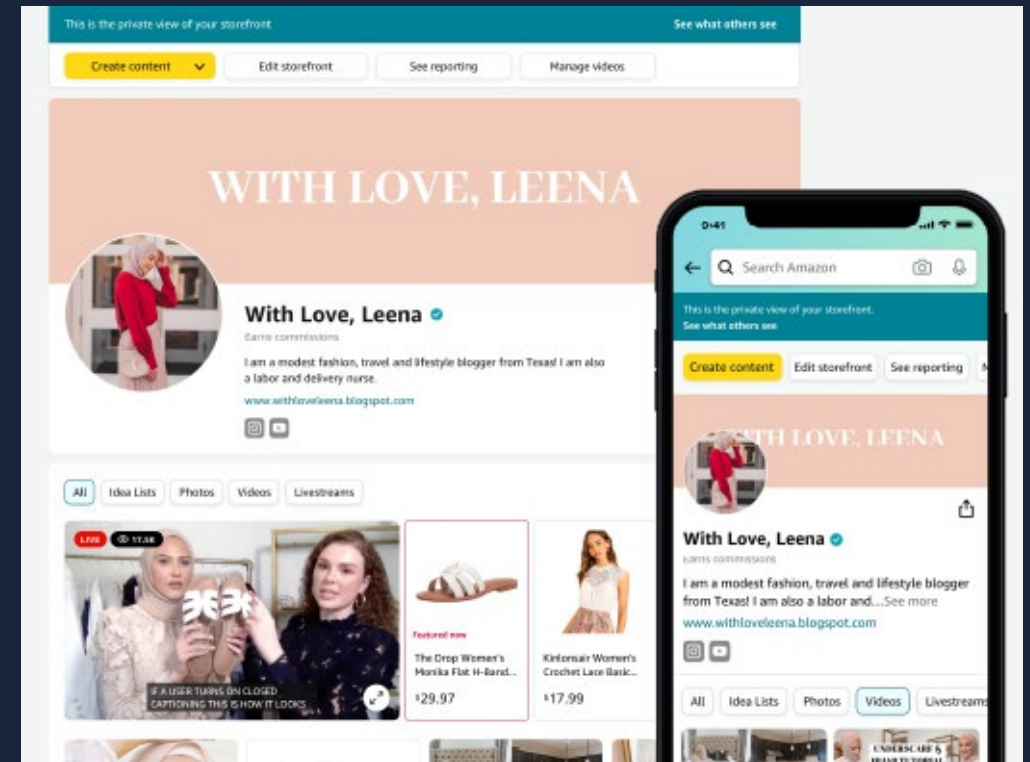 This is the private view of your storefront
See what others see
Create content
Edit storefront
See reporting
Manage videos
WITH LOVE, LEENA
With Love, Leena
Earns commissions
I am a modest fashion, travel and lifestyle blogger from Texas! I am also
a labor and delivery nurse.
www.withloveleena.blogspot.com
All
Idea Lists
Photos
Videos
Livestreams
LIVE
17.5K
IF A USER TURNS ON CLOSED
CAPTIONING THIS IS HOW IT LOOKS
Featured now
The Drop Women's
Monika Flat H-Band...
$29.97
Women's
Crochet Lace Basic...
$17.99
9:41
Search Amazon
This is the private view of your storefront.
See what others see
Create content
Edit storefront
See reporting
M
WITH LOVE, LEENA
With Love, Leena
Earns commissions
I am a modest fashion, travel and lifestyle blogger
from Texas! I am also a labor and...See more
www.withloveleena.blogspot.com
All
Idea Lists
Photos
Videos
Livestreams
UNDERSCARF &
HIJAB TUTORIAL